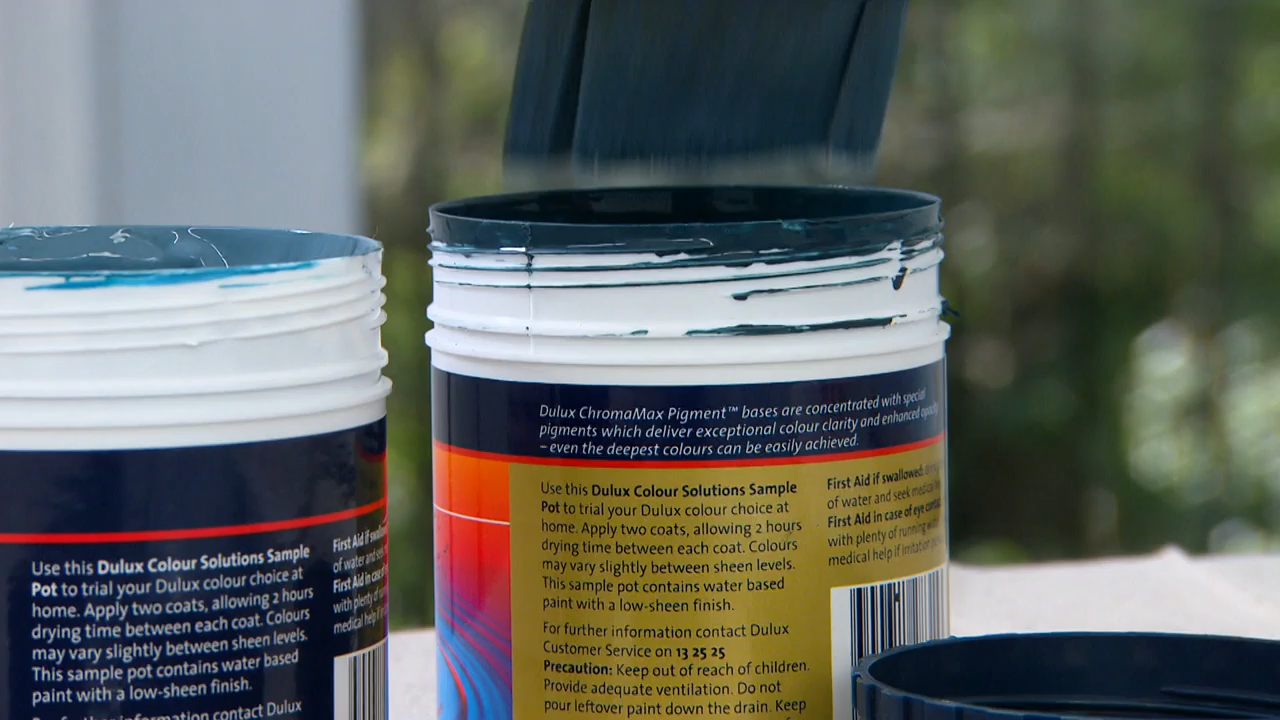 Use this Dulux Colour Solutions Sample
Pot to trial your Dulux colour choice at
home. Apply two coats, allowing 2 hours
drying time between each coat. Colours
may vary slightly between sheen levels.
This sample pot contains water based
paint with a low-sheen finish.
further information contact Dulux
First Aid if
of water and
First Aid in case
with plenty of
medical help if
Dulux ChromaMax Pigment™ bases are concentrated with special
pigments which deliver exceptional colour clarity and enhanced opacity
– even the deepest colours can be easily achieved.
Use this Dulux Colour Solutions Sample
Pot to trial your Dulux colour choice at
home. Apply two coats, allowing 2 hours
drying time between each coat. Colours
may vary slightly between sheen levels.
This sample pot contains water based
paint with a low-sheen finish.
For further information contact Dulux
Customer Service on 13 25 25
Precaution: Keep out of reach of children.
Provide adequate ventilation. Do not
pour leftover paint down the drain. Keep
First Aid if swallowed:
of water and seek medical
First Aid in case of eye contact
with plenty of running water
medical help if irritation